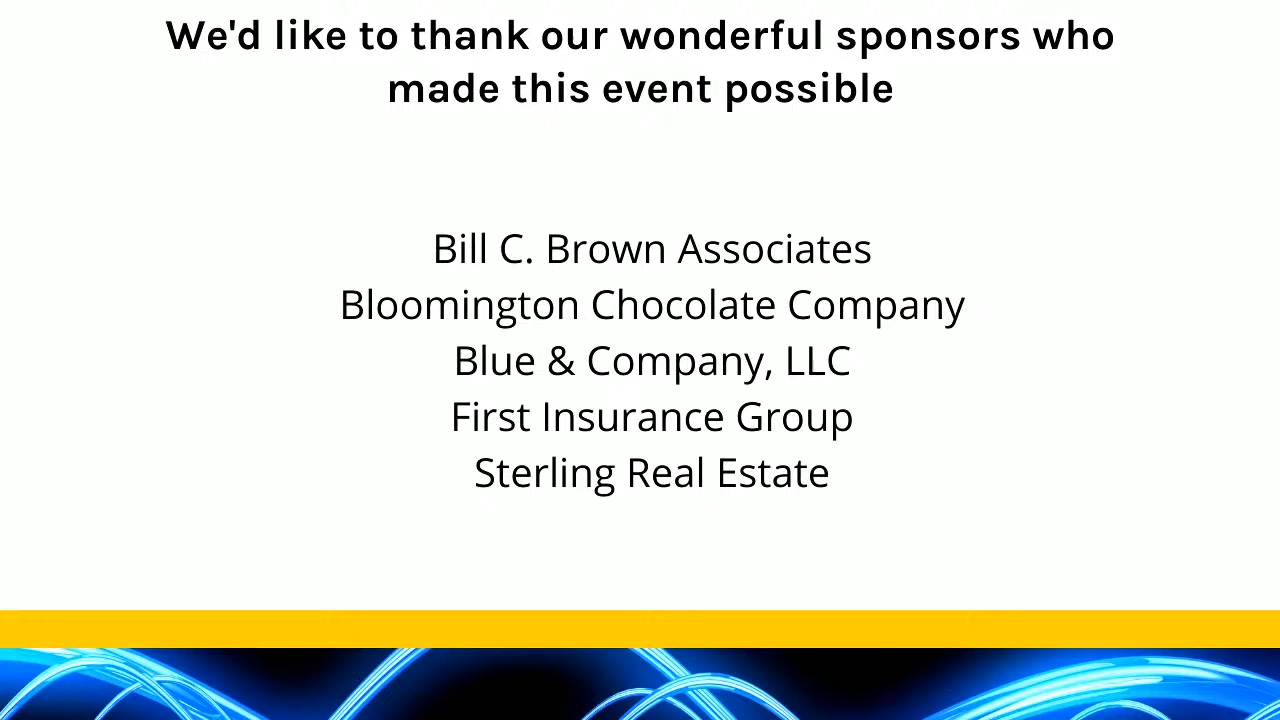 We'd like to thank our wonderful sponsors who
made this event possible
Bill C. Brown Associates
Bloomington Chocolate Company
Blue & Company, LLC
First Insurance Group
Sterling Real Estate